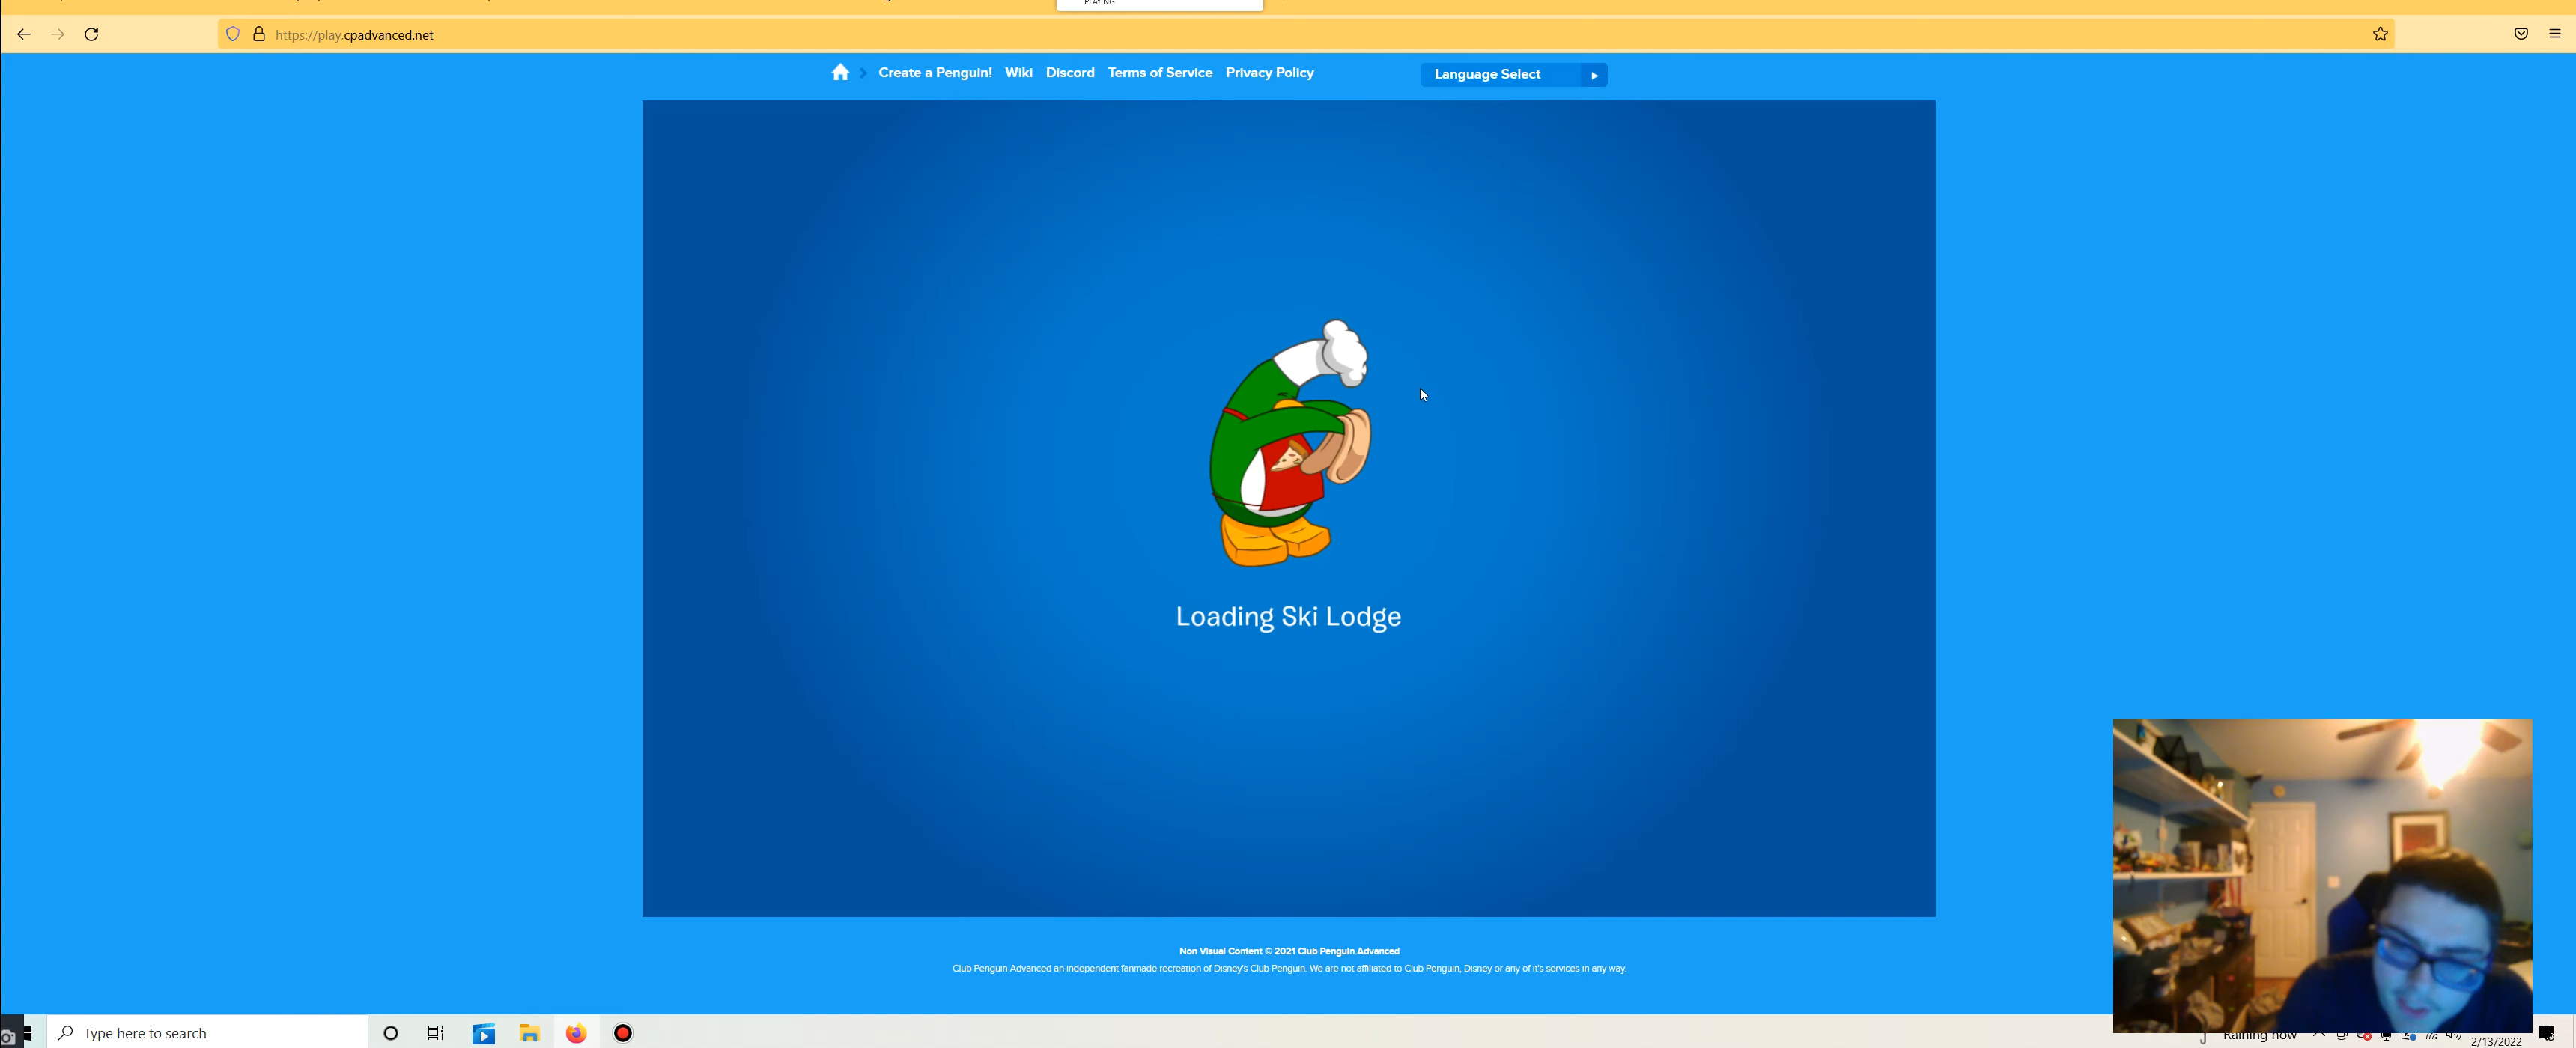 PLAYING
https://play.cpadvanced.net
Create a Penguin! Wiki Discord Terms of Service Privacy Policy
Language Select
Loading Ski Lodge
Non Visual Content © 2021 Club Penguin Advanced
Club Penguin Advanced an independent fanmade recreation of Disney's Club Penguin. We are not affiliated to Club Penguin, Disney or any of it's services in any way.
Type here to search
Raining now
2/13/2022